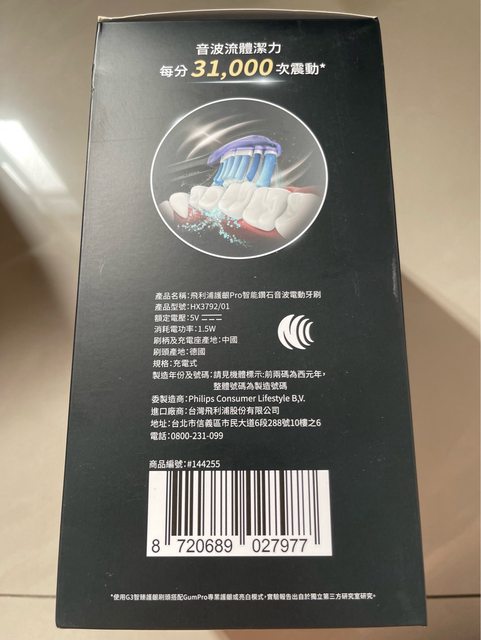 音波流體潔力
每分 31,000 次震動*
產品名稱:飛利浦護齦Pro智能鑽石音波電動牙刷
產品型號:HX3792/01
額定電壓:5V
消耗電功率:1.5W
刷柄及充電座產地:中國
刷頭產地:德國
規格:充電式
製造年份及號碼:請見機體標示:前兩碼為西元年,
整體號碼為製造號碼
委製造商:Philips Consumer Lifestyle B,V.
進口廠商:台灣飛利浦股份有限公司
地址:台北市信義區市民大道6段288號10樓之6
電話:0800-231-099
商品編號:#144255
8 720689 027977
*使用G3智臻護齦刷頭搭配GumPro專業護齦或亮白模式,實驗報告出自於獨立第三方研究室研究。